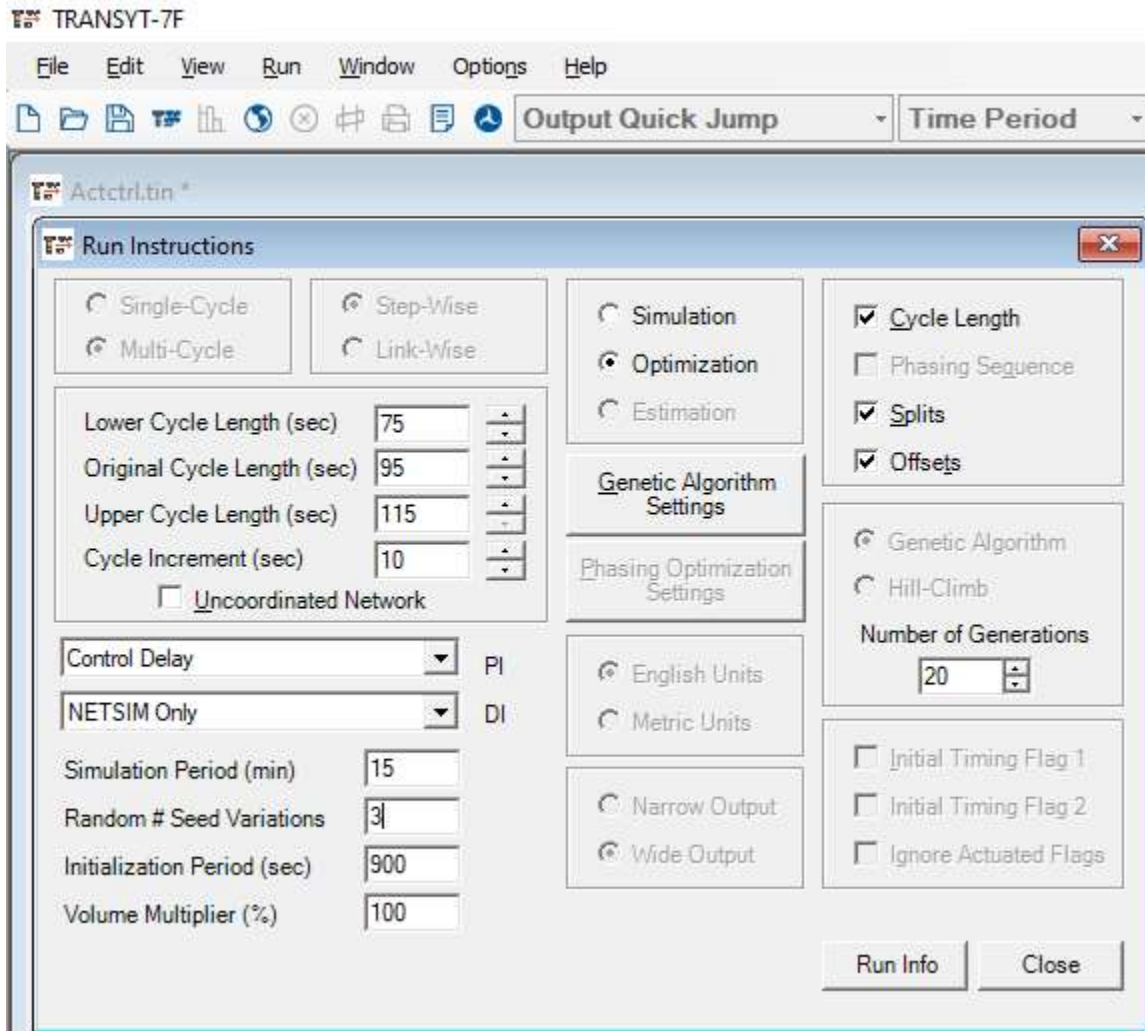 TRANSYT-7F
File Edit View Run Window Options Help
Output Quick Jump Time Period
Actctrl.tin *
Run Instructions
Single-Cycle
Multi-Cycle
Step-Wise
Link-Wise
Lower Cycle Length (sec) 75
Original Cycle Length (sec) 95
Upper Cycle Length (sec) 115
Cycle Increment (sec) 10
Uncoordinated Network
Control Delay PI
NETSIM Only DI
Simulation Period (min) 15
Random # Seed Variations 3
Initialization Period (sec) 900
Volume Multiplier (%) 100
Simulation
Optimization
Estimation
Genetic Algorithm
Settings
Phasing Optimization
Settings
English Units
Metric Units
Narrow Output
Wide Output
Cycle Length
Phasing Sequence
Splits
Offsets
Genetic Algorithm
Hill-Climb
Number of Generations
20
Initial Timing Flag 1
Initial Timing Flag 2
Ignore Actuated Flags
Run Info Close